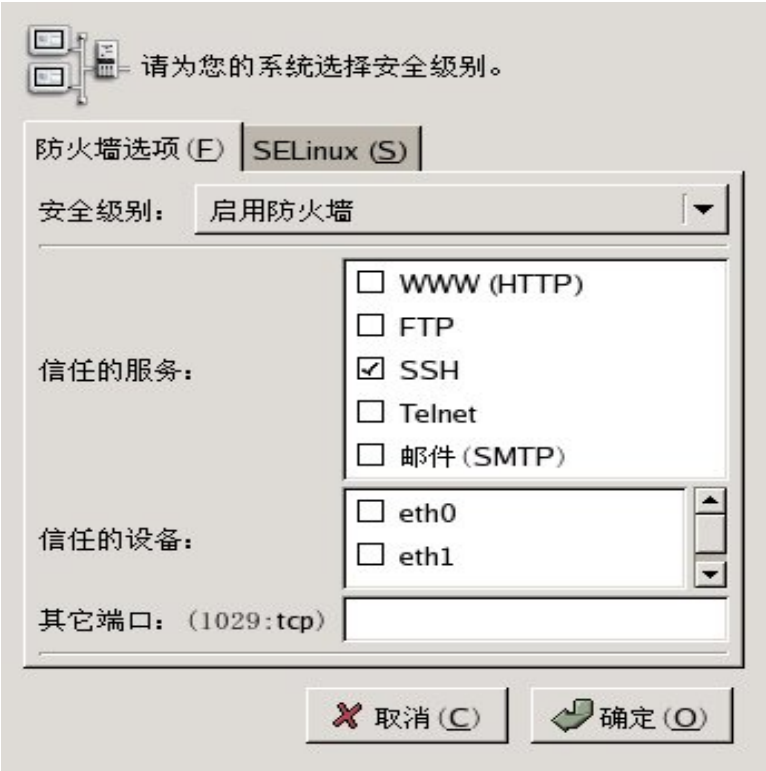 请为您的系统选择安全级别。
防火墙选项(F) SELinux (S)
安全级别： 启用防火墙
WWW (HTTP)
FTP
信任的服务： SSH
Telnet
邮件(SMTP)
eth0
信任的设备：
eth1
其它端口：(1029:tcp)
取消(C) 确定(O)